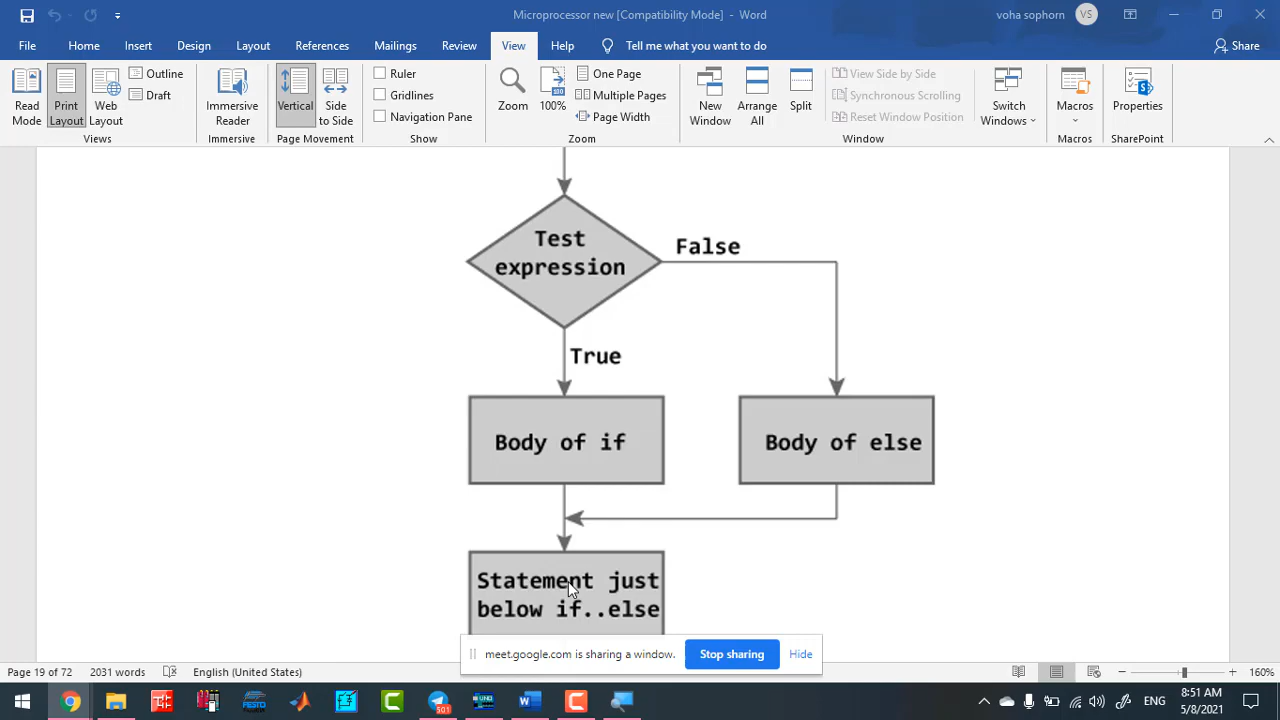 Microprocessor new [Compatibility Mode] - Word
voha sophorn
VS
File Home Insert Design Layout References Mailings Review View Help Tell me what you want to do
Share
Read Mode
Print Layout
Web Layout
Outline
Draft
Views
Immersive Reader
Immersive
Vertical
Side to Side
Page Movement
Ruler
Gridlines
Navigation Pane
Show
Zoom
100%
One Page
Multiple Pages
Page Width
Zoom
New Window
Arrange All
Split
View Side by Side
Synchronous Scrolling
Reset Window Position
Switch Windows
Window
Macros
Macros
Properties
SharePoint
Test
expression
False
True
Body of if
Body of else
Statement just
below if..else
meet.google.com is sharing a window.
Stop sharing
Hide
Page 19 of 72
2031 words
English (United States)
160%
ENG
8:51 AM
5/8/2021